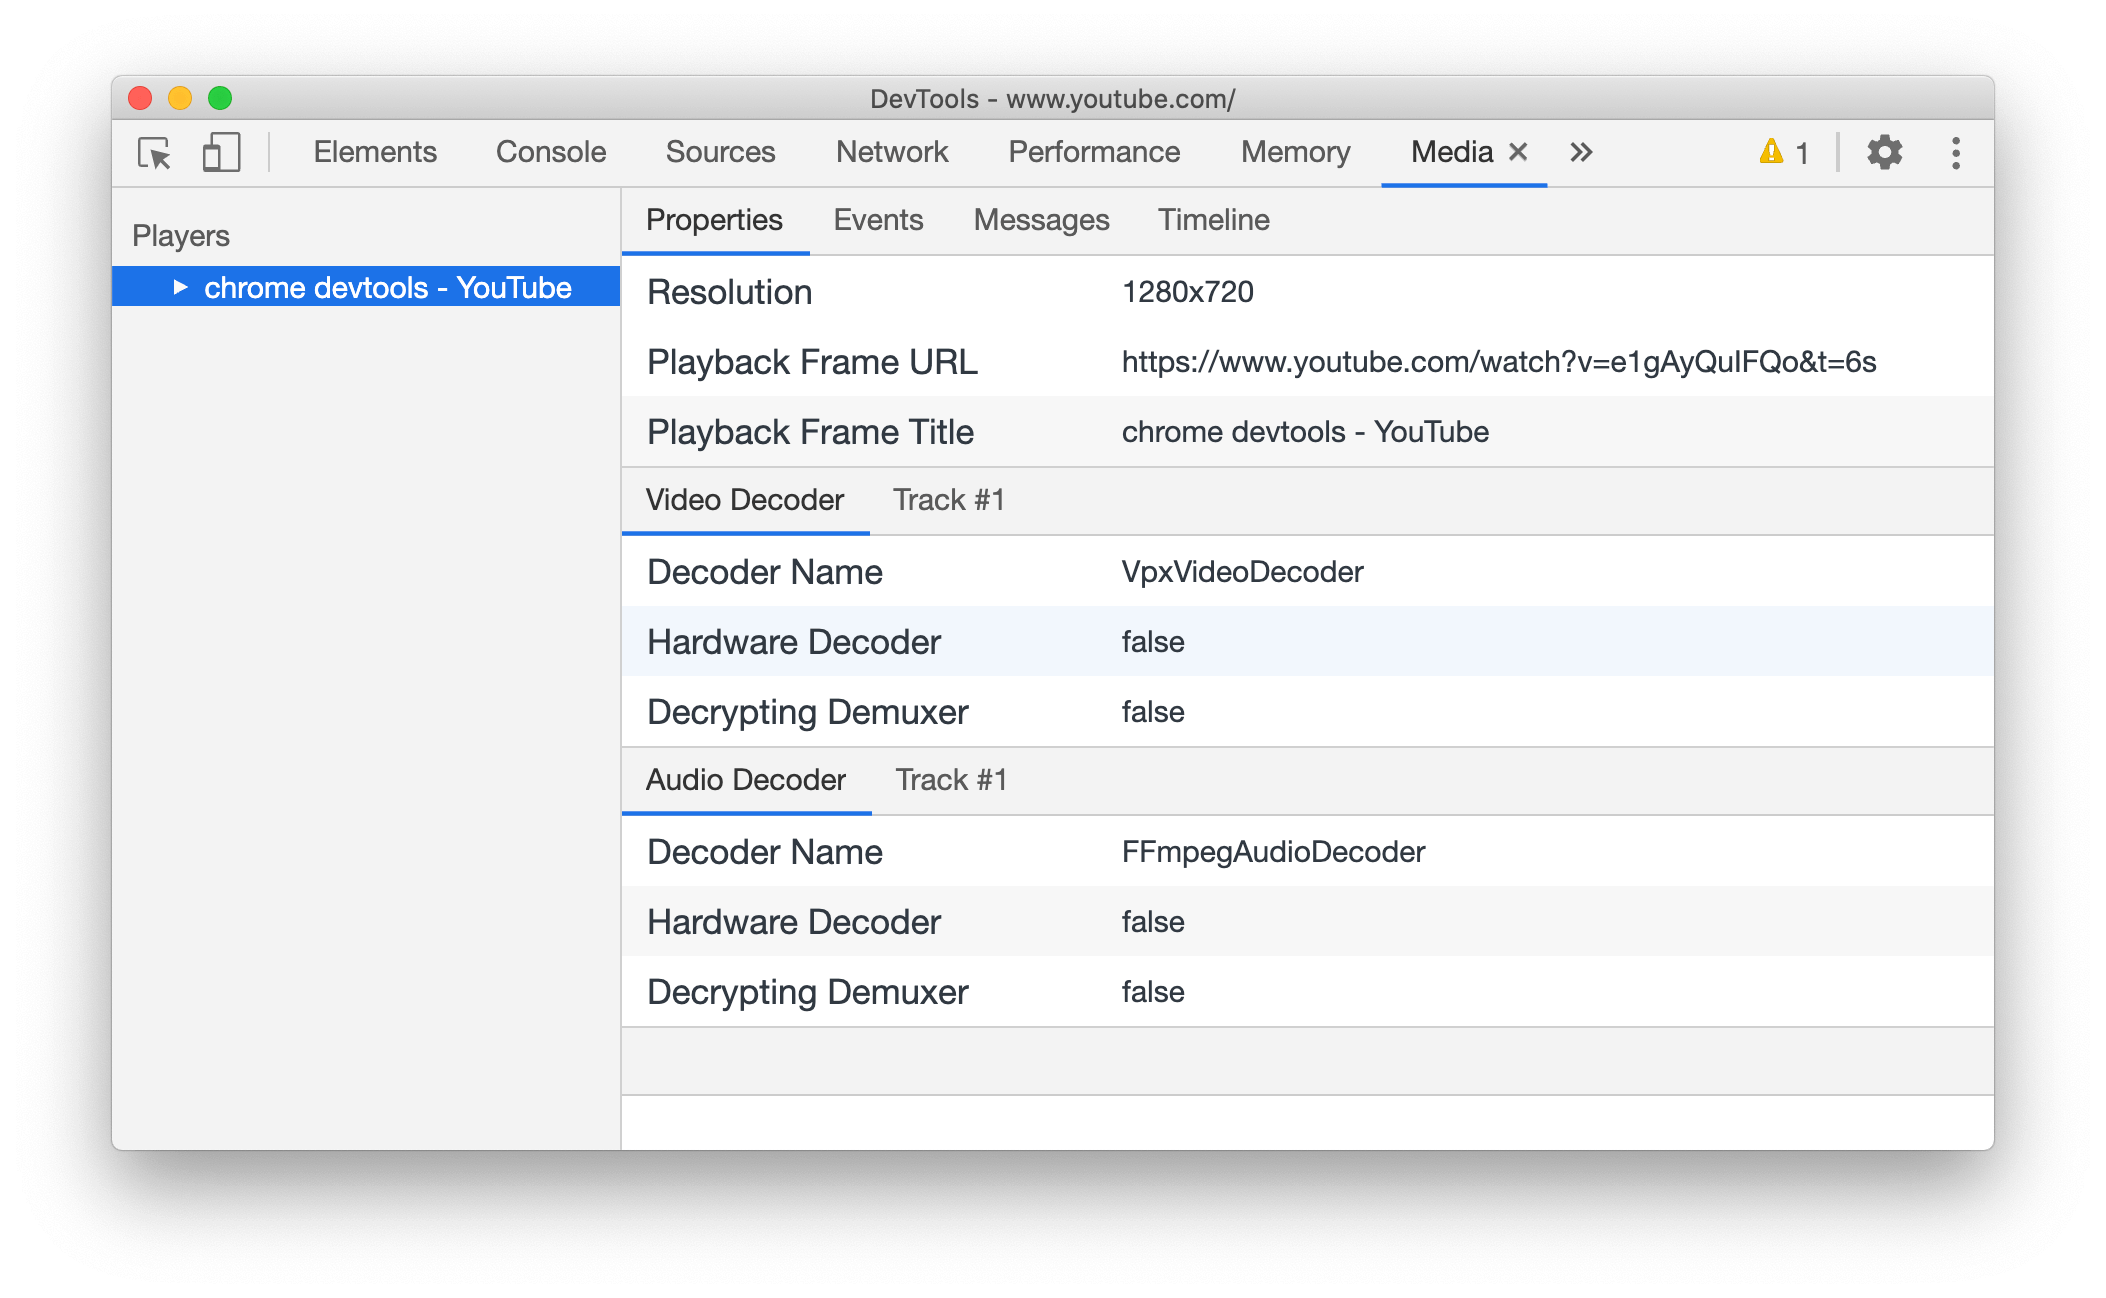 DevTools - www.youtube.com/
Elements Console Sources Network Performance Memory Media 1
Players
chrome devtools - YouTube
Properties Events Messages Timeline
Resolution 1280x720
Playback Frame URL https://www.youtube.com/watch?v=e1gAyQuIFQo&t=6s
Playback Frame Title chrome devtools - YouTube
Video Decoder Track #1
Decoder Name VpxVideoDecoder
Hardware Decoder false
Decrypting Demuxer false
Audio Decoder Track #1
Decoder Name FFmpegAudioDecoder
Hardware Decoder false
Decrypting Demuxer false